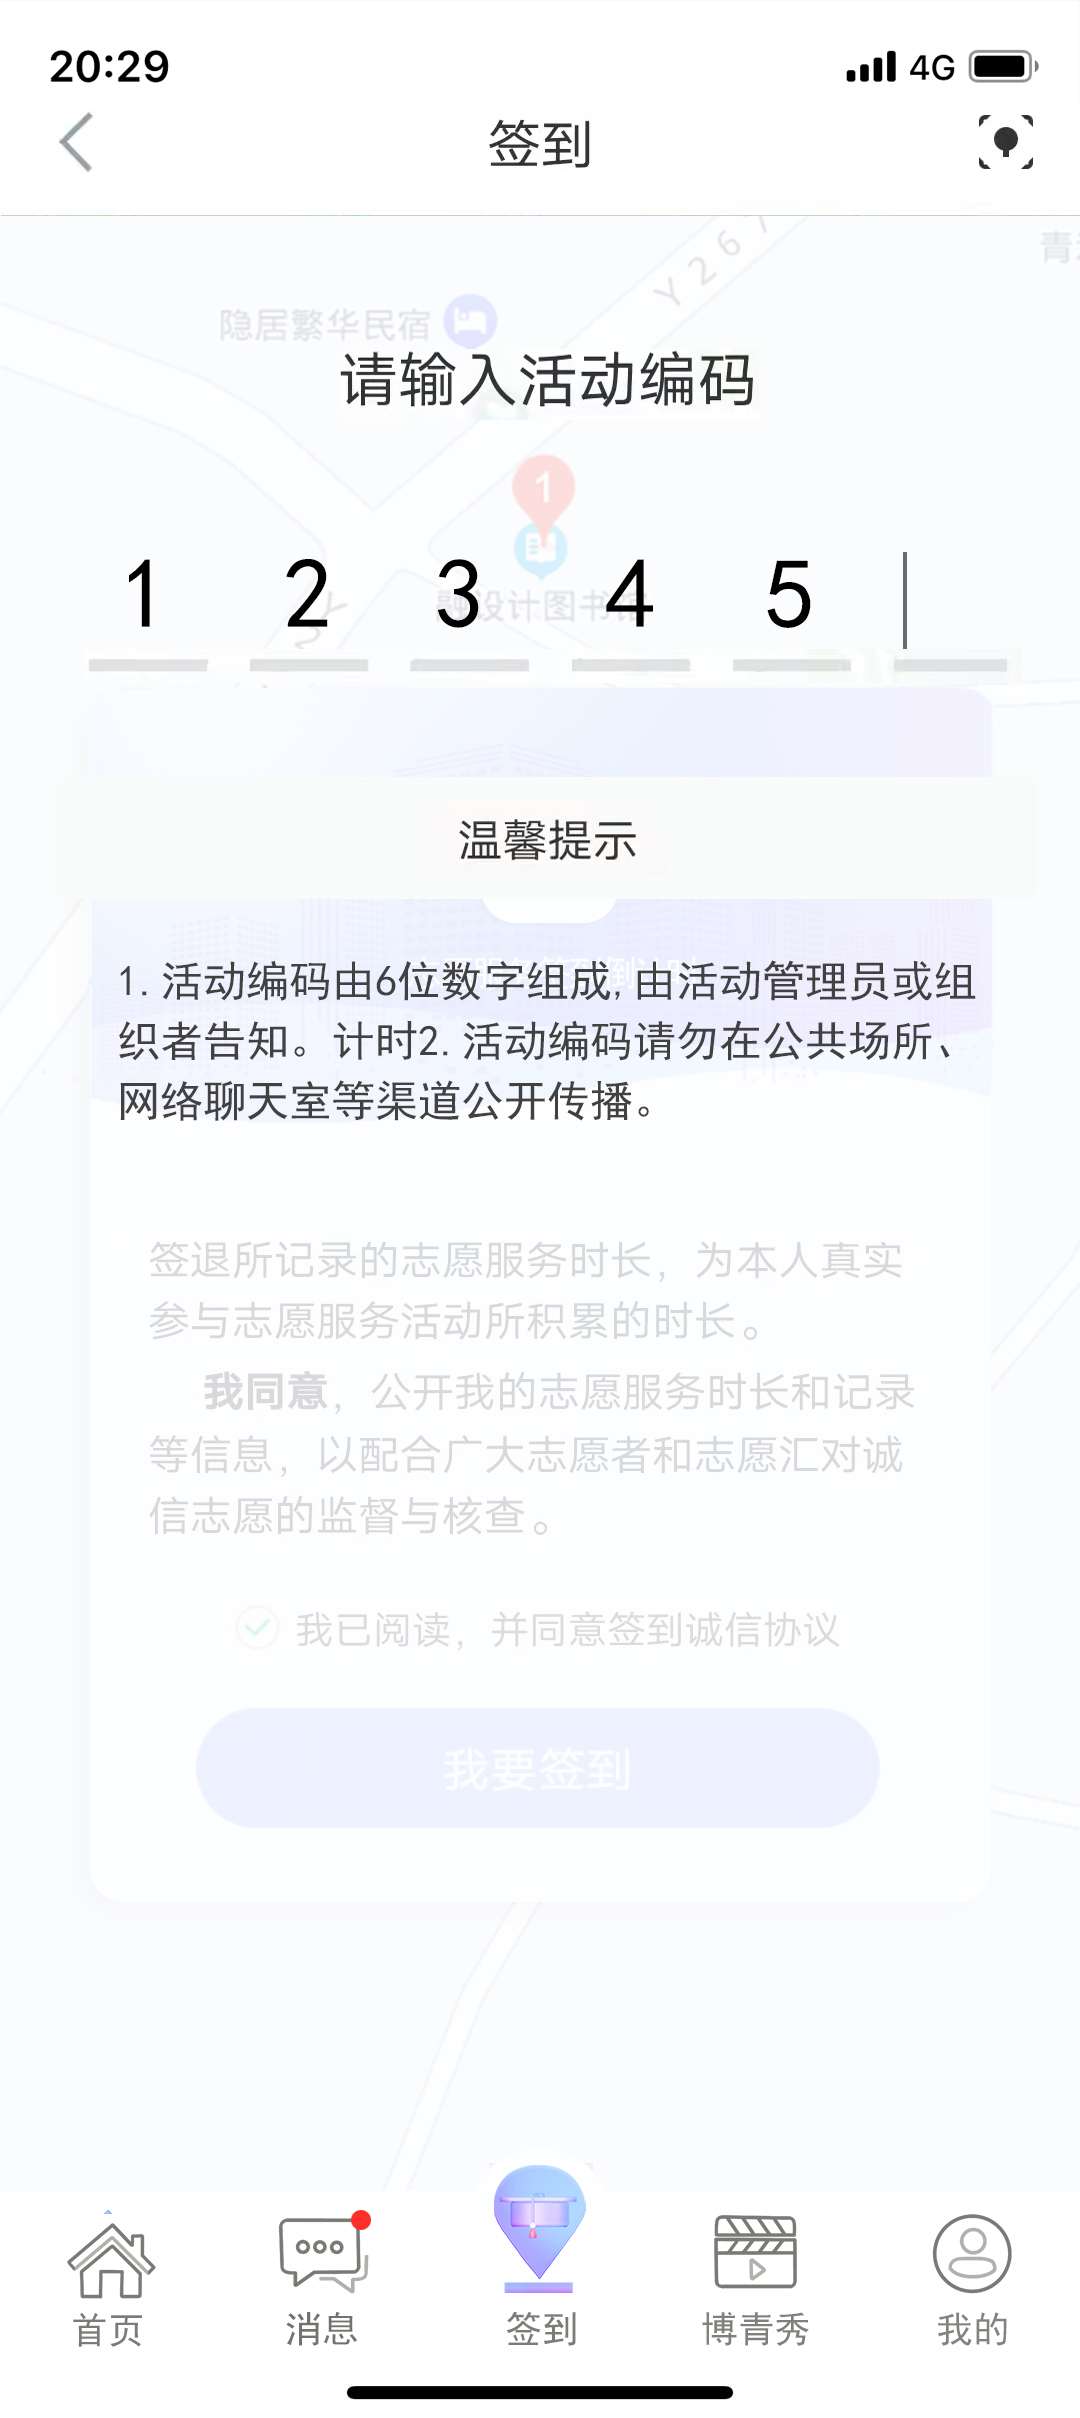 20:29
4G
签到
Y267
隐居繁华民宿
请输入活动编码
1
1 2 3 4 5
融设计图书馆
温馨提示
1.活动编码由6位数字组成,由活动管理员或组
织者告知。计时2.活动编码请勿在公共场所、
网络聊天室等渠道公开传播。
签退所记录的志愿服务时长，为本人真实
参与志愿服务活动所积累的时长。
我同意，公开我的志愿服务时长和记录
等信息，以配合广大志愿者和志愿汇对诚
信志愿的监督与核查。
我已阅读，并同意签到诚信协议
我要签到
首页
消息
签到
博青秀
我的